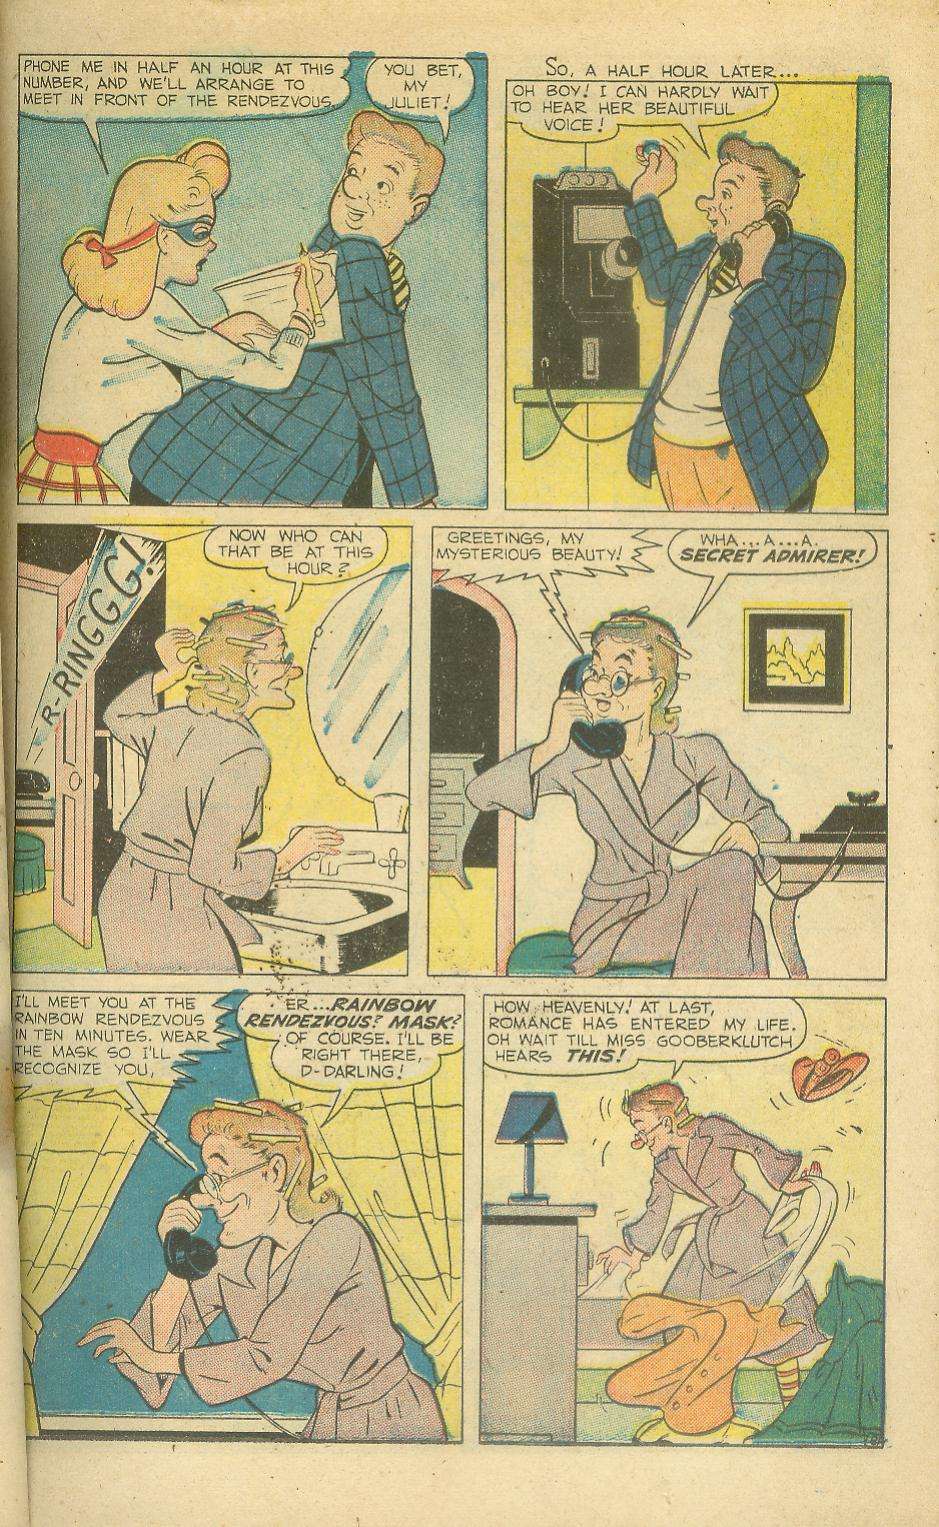 PHONE ME IN HALF AN HOUR AT THIS
NUMBER, AND WE'LL ARRANGE TO
MEET IN FRONT OF THE RENDEZVOUS.
YOU BET,
MY
JULIET!
SO, A HALF HOUR LATER...
OH BOY! I CAN HARDLY WAIT
TO HEAR HER BEAUTIFUL
VOICE!
R-RINGGG!
NOW WHO CAN
THAT BE AT THIS
HOUR?
GREETINGS, MY
MYSTERIOUS BEAUTY!
WHA...A...A.
SECRET ADMIRER!
I'LL MEET YOU AT THE
RAINBOW RENDEZVOUS
IN TEN MINUTES. WEAR
THE MASK SO I'LL
RECOGNIZE YOU,
ER...RAINBOW
RENDEZVOUS? MASK?
OF COURSE. I'LL BE
RIGHT THERE,
D-DARLING!
HOW HEAVENLY! AT LAST,
ROMANCE HAS ENTERED MY LIFE.
OH WAIT TILL MISS GOOBERKLUTCH
HEARS THIS!